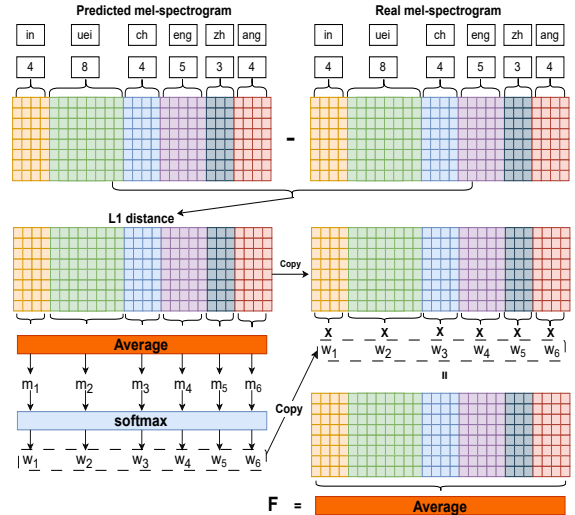 Predicted mel-spectrogram
Real mel-spectrogram
in uei ch eng zh ang
in uei ch eng zh ang
4 8 4 5 3 4
4 8 4 5 3 4
-
L1 distance
Copy
Average
x x x x x x
w1 w2 w3 w4 w5 w6
=
m1 m2 m3 m4 m5 m6
softmax
Copy
w1 w2 w3 w4 w5 w6
F = Average